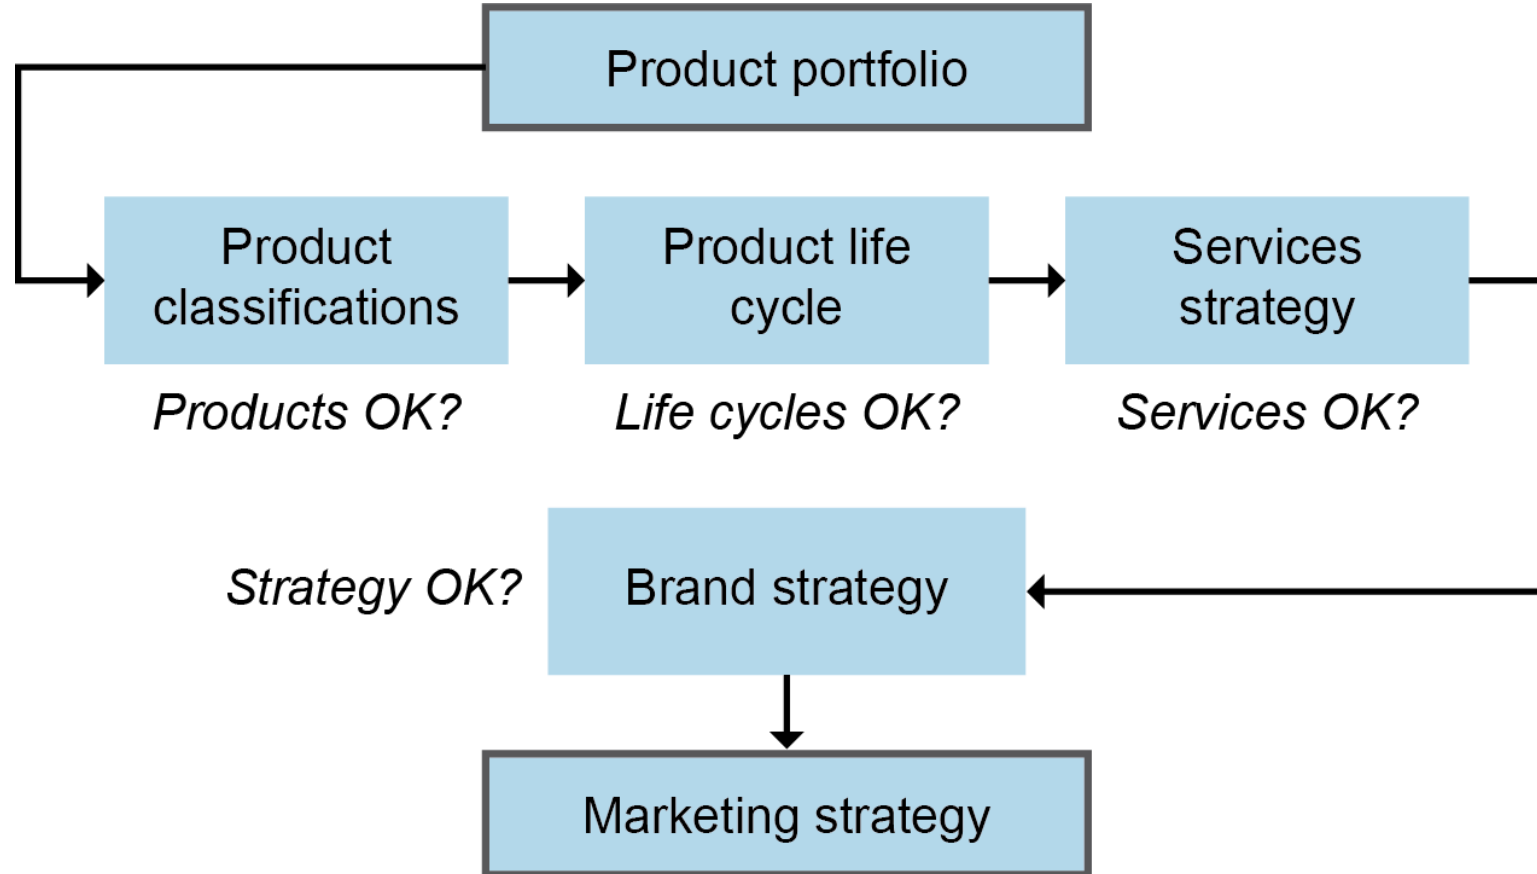 Product portfolio
Product
classifications
Product life
cycle
Services
strategy
Products OK?
Life cycles OK?
Services OK?
Strategy OK?
Brand strategy
Marketing strategy